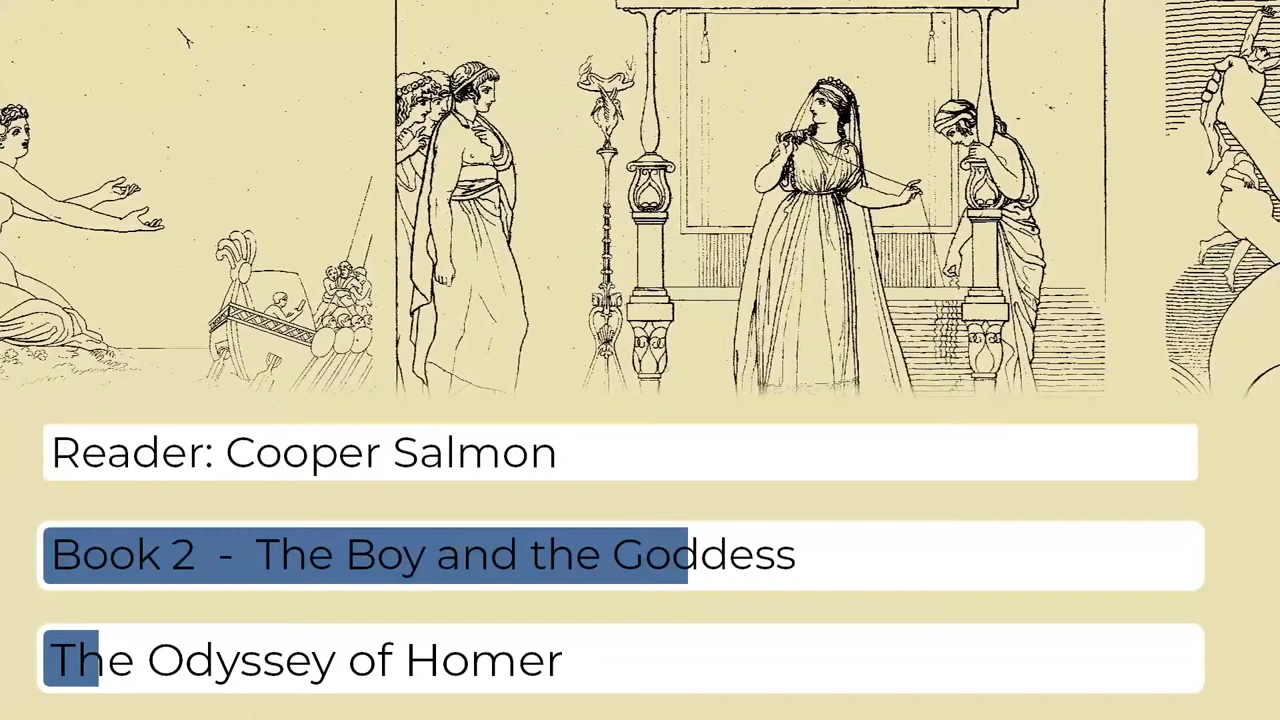 Reader: Cooper Salmon
Book 2 - The Boy and the Goddess
The Odyssey of Homer